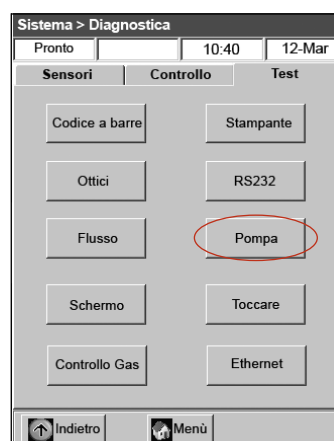 Sistema > Diagnostica
Pronto 10:40 12-Mar
Sensori Controllo Test
Codice a barre Stampante
Ottici RS232
Flusso Pompa
Schermo Toccare
Controllo Gas Ethernet
Indietro Menù